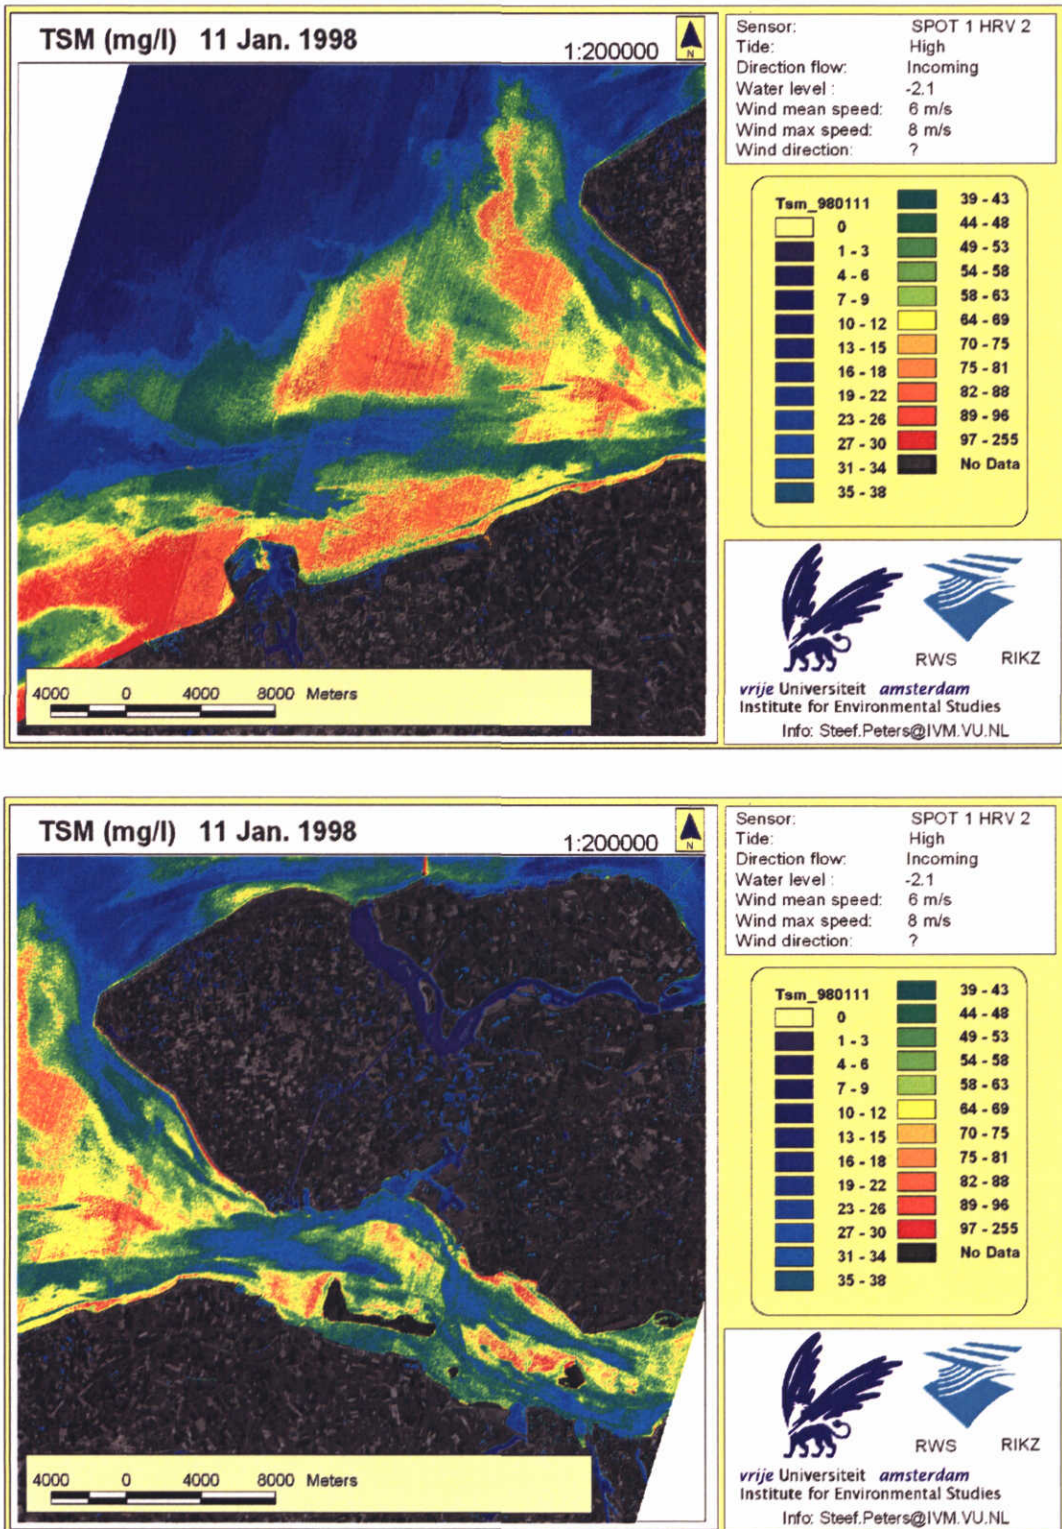 TSM (mg/l) 11 Jan. 1998
1:200000
N
Sensor: SPOT 1 HRV 2
Tide: High
Direction flow: Incoming
Water level : -2.1
Wind mean speed: 6 m/s
Wind max speed: 8 m/s
Wind direction: ?
Tsm_980111
0
1 - 3
4 - 6
7 - 9
10 - 12
13 - 15
16 - 18
19 - 22
23 - 26
27 - 30
31 - 34
35 - 38
39 - 43
44 - 48
49 - 53
54 - 58
58 - 63
64 - 69
70 - 75
75 - 81
82 - 88
89 - 96
97 - 255
No Data
4000 0 4000 8000 Meters
RWS RIKZ
vrije Universiteit amsterdam
Institute for Environmental Studies
Info: Steef.Peters@IVM.VU.NL
TSM (mg/l) 11 Jan. 1998
1:200000
N
Sensor: SPOT 1 HRV 2
Tide: High
Direction flow: Incoming
Water level : -2.1
Wind mean speed: 6 m/s
Wind max speed: 8 m/s
Wind direction: ?
Tsm_980111
0
1 - 3
4 - 6
7 - 9
10 - 12
13 - 15
16 - 18
19 - 22
23 - 26
27 - 30
31 - 34
35 - 38
39 - 43
44 - 48
49 - 53
54 - 58
58 - 63
64 - 69
70 - 75
75 - 81
82 - 88
89 - 96
97 - 255
No Data
4000 0 4000 8000 Meters
RWS RIKZ
vrije Universiteit amsterdam
Institute for Environmental Studies
Info: Steef.Peters@IVM.VU.NL